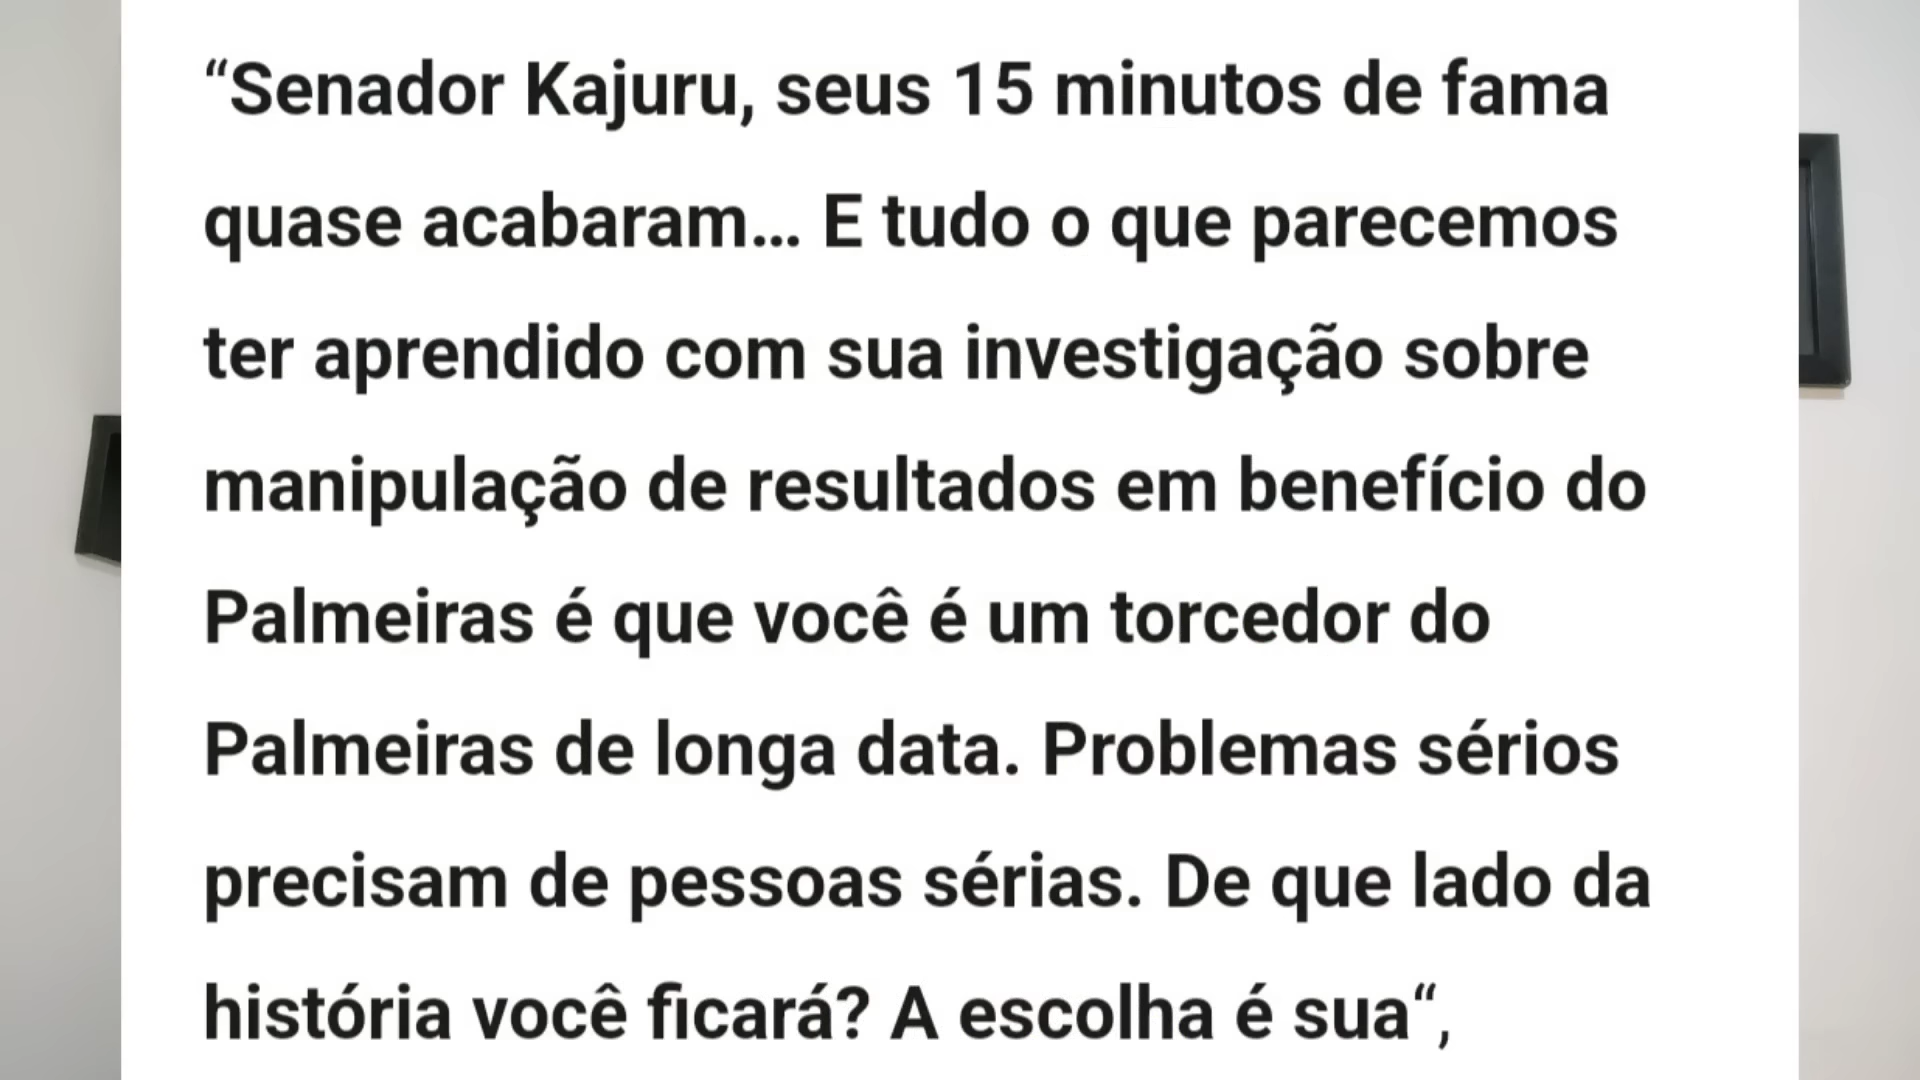 “Senador Kajuru, seus 15 minutos de fama
quase acabaram... E tudo o que parecemos
ter aprendido com sua investigação sobre
manipulação de resultados em benefício do
Palmeiras é que você é um torcedor do
Palmeiras de longa data. Problemas sérios
precisam de pessoas sérias. De que lado da
história você ficará? A escolha é sua“,